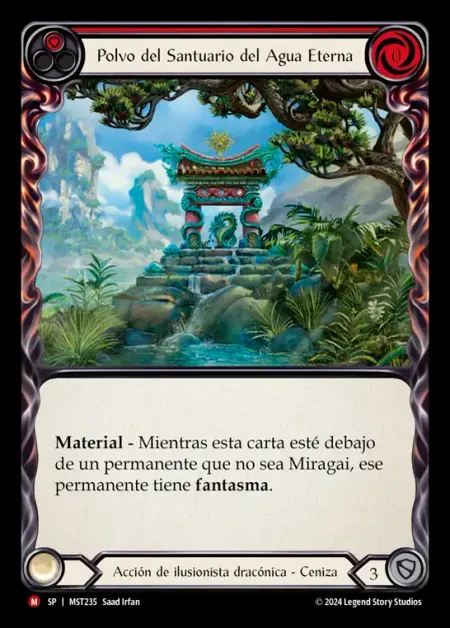 Polvo del Santuario del Agua Eterna
0
Material - Mientras esta carta esté debajo
de un permanente que no sea Miragai, ese
permanente tiene fantasma.
Acción de ilusionista dracónica - Ceniza
3
M SP | MST235 Saad Irfan
© 2024 Legend Story Studios